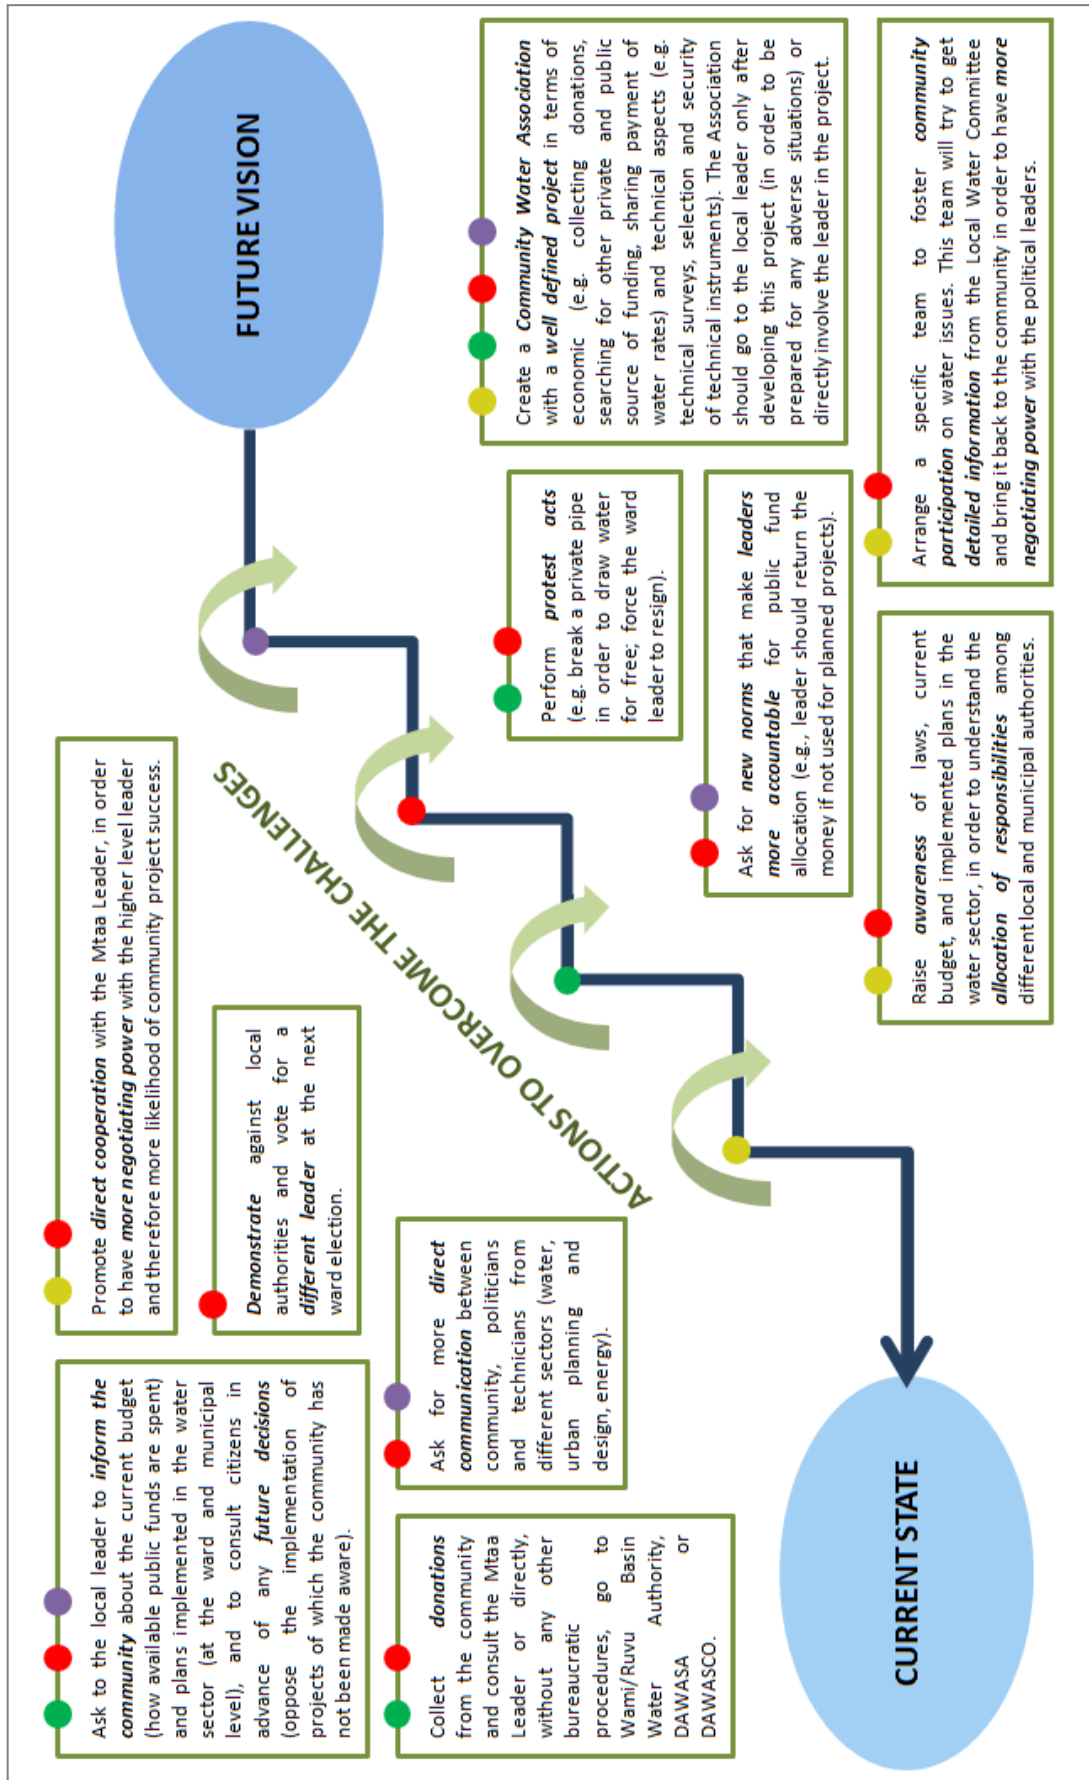 Ask to the local leader to inform the
community about the current budget
(how available public funds are spent)
and plans implemented in the water
sector (at the ward and municipal
level), and to consult citizens in
advance of any future decisions
(oppose the implementation of
projects of which the community has
not been made aware).
Promote direct cooperation with the Mtaa Leader, in order
to have more negotiating power with the higher level leader
and therefore more likelihood of community project success.
Demonstrate against local
authorities and vote for a
different leader at the next
ward election.
FUTURE VISION
Collect donations
from the community
and consult the Mtaa
Leader or directly,
without any other
bureaucratic
procedures, go to
Wami/Ruvu Basin
Water Authority,
DAWASA or
DAWASCO.
Ask for more direct
communication between
community, politicians
and technicians from
different sectors (water,
urban planning and
design, energy).
ACTIONS TO OVERCOME THE CHALLENGES
Perform protest acts
(e.g. break a private pipe
in order to draw water
for free; force the ward
leader to resign).
Create a Community Water Association
with a well defined project in terms of
economic (e.g. collecting donations,
searching for other private and public
source of funding, sharing payment of
water rates) and technical aspects (e.g.
technical surveys, selection and security
of technical instruments). The Association
should go to the local leader only after
developing this project (in order to be
prepared for any adverse situations) or
directly involve the leader in the project.
Ask for new norms that make leaders
more accountable for public fund
allocation (e.g., leader should return the
money if not used for planned projects).
CURRENT STATE
Raise awareness of laws, current
budget, and implemented plans in the
water sector, in order to understand the
allocation of responsibilities among
different local and municipal authorities.
Arrange a specific team to foster community
participation on water issues. This team will try to get
detailed information from the Local Water Committee
and bring it back to the community in order to have more
negotiating power with the political leaders.